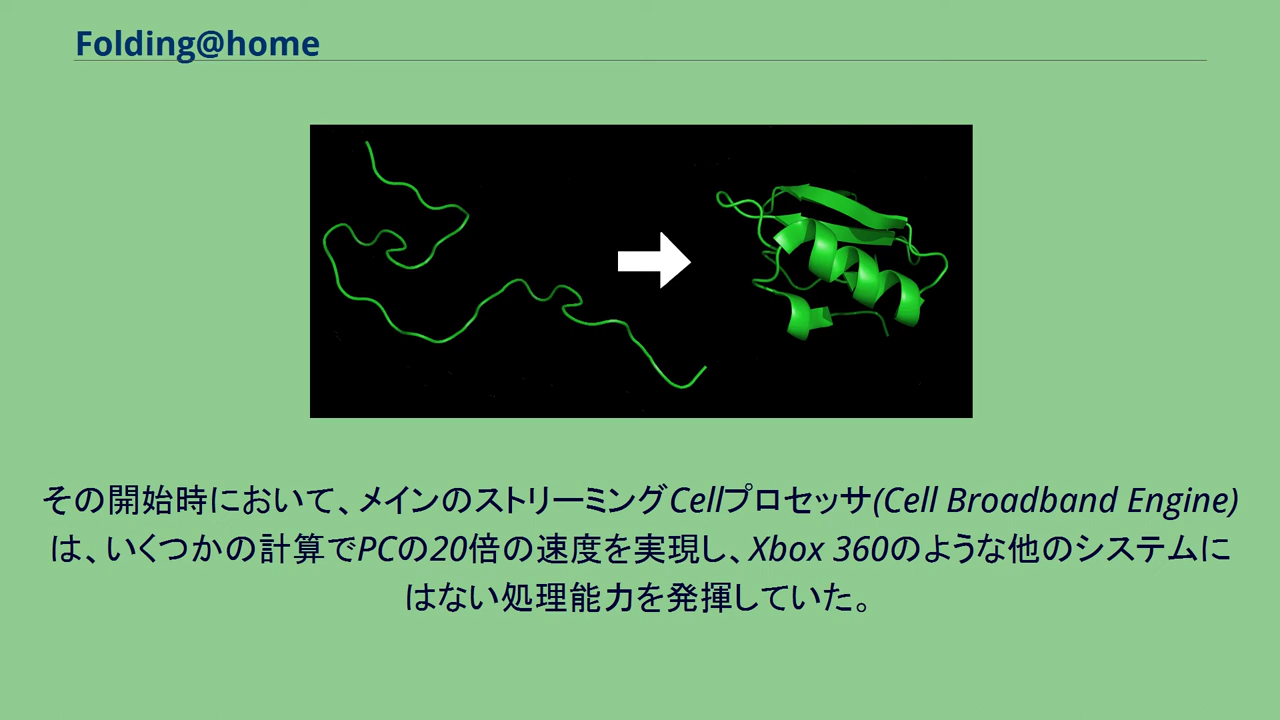 Folding@home
その開始時において、メインのストリーミングCellプロセッサ(Cell Broadband Engine)
は、いくつかの計算でPCの20倍の速度を実現し、Xbox 360のような他のシステムに
はない処理能力を発揮していた。